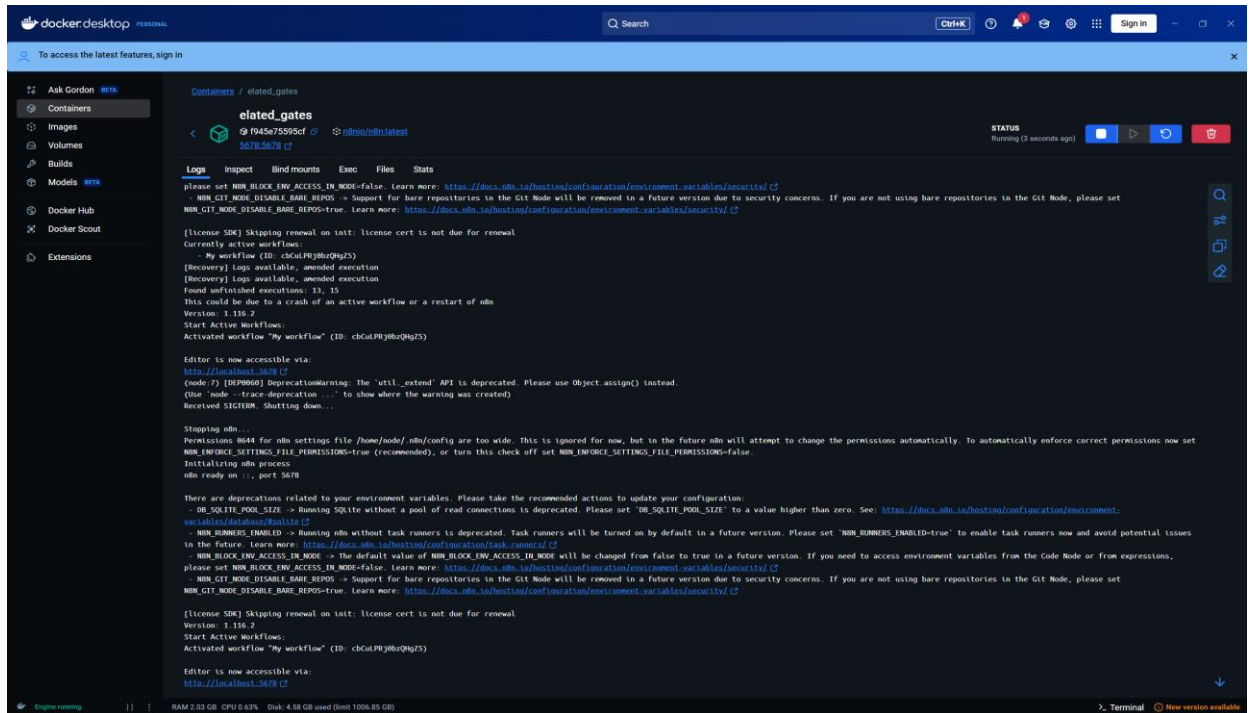 docker.desktop PERSONAL
Search
Ctrl+K
1
Sign in
To access the latest features, sign in
Ask Gordon BETA
Containers
Images
Volumes
Builds
Models BETA
Docker Hub
Docker Scout
Extensions
Containers / elated_gates
elated_gates
f945e75595cf n8nio/n8n:latest
5678:5678
STATUS
Running (3 seconds ago)
Logs Inspect Bind mounts Exec Files Stats
please set N8N_BLOCK_ENV_ACCESS_IN_NODE=false. Learn more: https://docs.n8n.io/hosting/configuration/environment-variables/security/
- N8N_GIT_NODE_DISABLE_BARE_REPOS -> Support for bare repositories in the Git Node will be removed in a future version due to security concerns. If you are not using bare repositories in the Git Node, please set
N8N_GIT_NODE_DISABLE_BARE_REPOS=true. Learn more: https://docs.n8n.io/hosting/configuration/environment-variables/security/
[license SDK] Skipping renewal on init: license cert is not due for renewal
Currently active workflows:
- My workflow (ID: cbCuLPRj0bzQHgZ5)
[Recovery] Logs available, amended execution
[Recovery] Logs available, amended execution
Found unfinished executions: 13, 15
This could be due to a crash of an active workflow or a restart of n8n
Version: 1.116.2
Start Active Workflows:
Activated workflow "My workflow" (ID: cbCuLPRj0bzQHgZ5)
Editor is now accessible via:
http://localhost:5678
(node:7) [DEP0060] DeprecationWarning: The `util._extend` API is deprecated. Please use Object.assign() instead.
(Use `node --trace-deprecation ...` to show where the warning was created)
Received SIGTERM. Shutting down...
Stopping n8n...
Permissions 0644 for n8n settings file /home/node/.n8n/config are too wide. This is ignored for now, but in the future n8n will attempt to change the permissions automatically. To automatically enforce correct permissions now set
N8N_ENFORCE_SETTINGS_FILE_PERMISSIONS=true (recommended), or turn this check off set N8N_ENFORCE_SETTINGS_FILE_PERMISSIONS=false.
Initializing n8n process
n8n ready on ::, port 5678
There are deprecations related to your environment variables. Please take the recommended actions to update your configuration:
- DB_SQLITE_POOL_SIZE -> Running SQLite without a pool of read connections is deprecated. Please set `DB_SQLITE_POOL_SIZE` to a value higher than zero. See: https://docs.n8n.io/hosting/configuration/environment-
variables/database/#sqlite
- N8N_RUNNERS_ENABLED -> Running n8n without task runners is deprecated. Task runners will be turned on by default in a future version. Please set `N8N_RUNNERS_ENABLED=true` to enable task runners now and avoid potential issues
in the future. Learn more: https://docs.n8n.io/hosting/configuration/task-runners/
- N8N_BLOCK_ENV_ACCESS_IN_NODE -> The default value of N8N_BLOCK_ENV_ACCESS_IN_NODE will be changed from false to true in a future version. If you need to access environment variables from the Code Node or from expressions,
please set N8N_BLOCK_ENV_ACCESS_IN_NODE=false. Learn more: https://docs.n8n.io/hosting/configuration/environment-variables/security/
- N8N_GIT_NODE_DISABLE_BARE_REPOS -> Support for bare repositories in the Git Node will be removed in a future version due to security concerns. If you are not using bare repositories in the Git Node, please set
N8N_GIT_NODE_DISABLE_BARE_REPOS=true. Learn more: https://docs.n8n.io/hosting/configuration/environment-variables/security/
[license SDK] Skipping renewal on init: license cert is not due for renewal
Version: 1.116.2
Start Active Workflows:
Activated workflow "My workflow" (ID: cbCuLPRj0bzQHgZ5)
Editor is now accessible via:
http://localhost:5678
Engine running
RAM 2.03 GB CPU 0.63% Disk: 4.58 GB used (limit 1006.85 GB)
Terminal
New version available